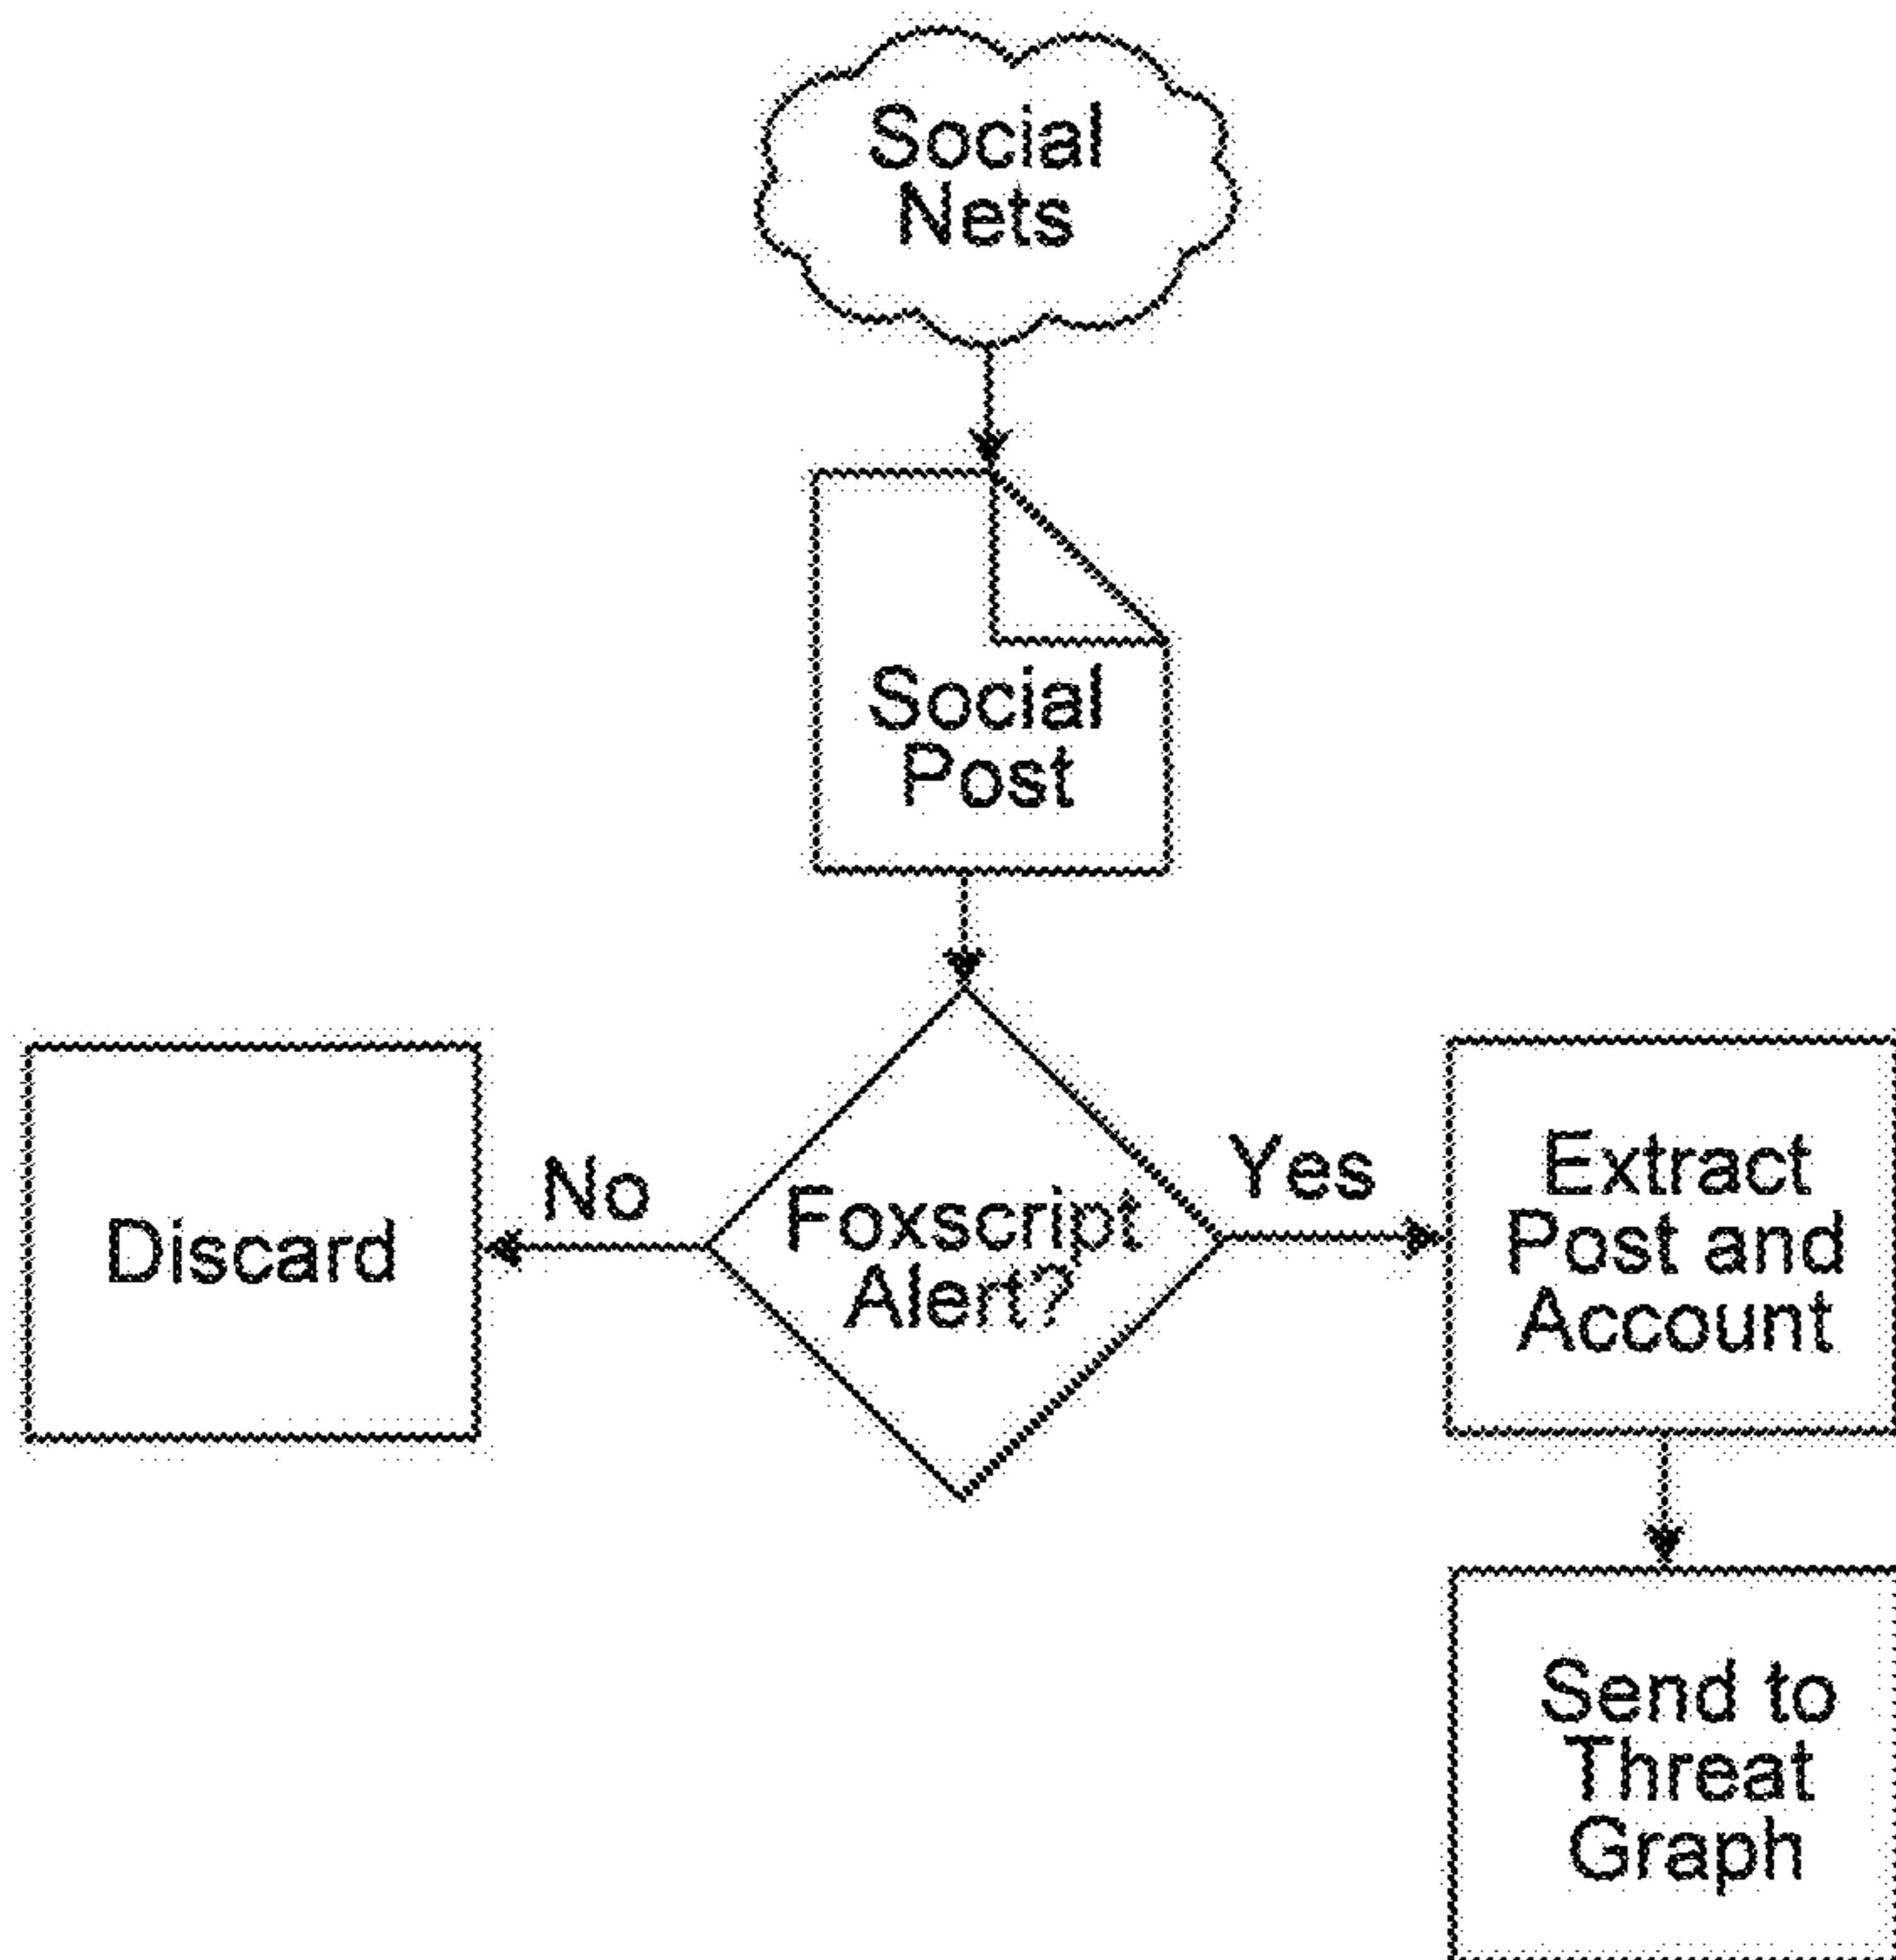 Social
Nets
Social
Post
No
Yes
Discard
Foxscript
Alert?
Extract
Post and
Account
Send to
Threat
Graph